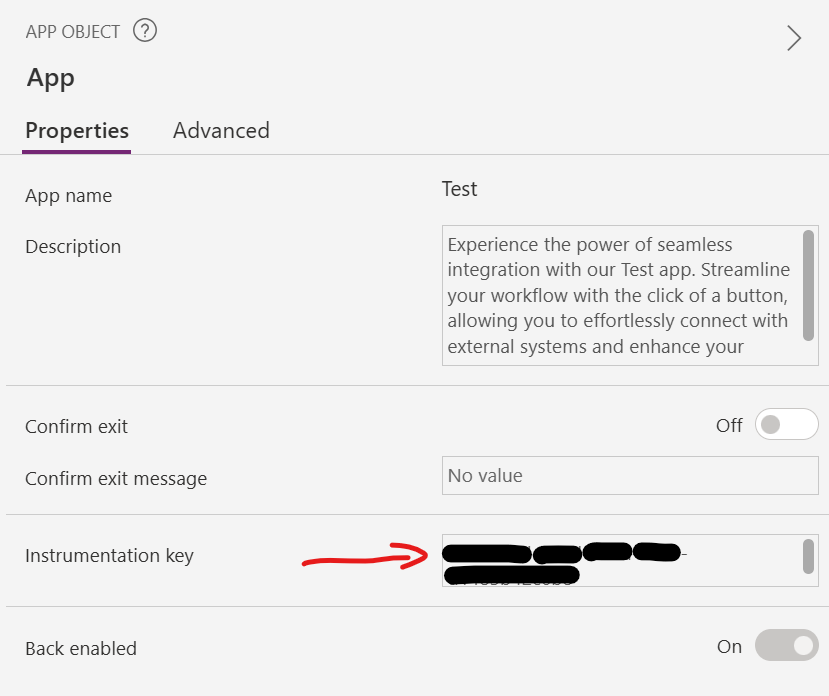 APP OBJECT ?
App
Properties Advanced
App name Test
Description
Experience the power of seamless
integration with our Test app. Streamline
your workflow with the click of a button,
allowing you to effortlessly connect with
external systems and enhance your
Confirm exit Off
Confirm exit message No value
Instrumentation key
Back enabled On